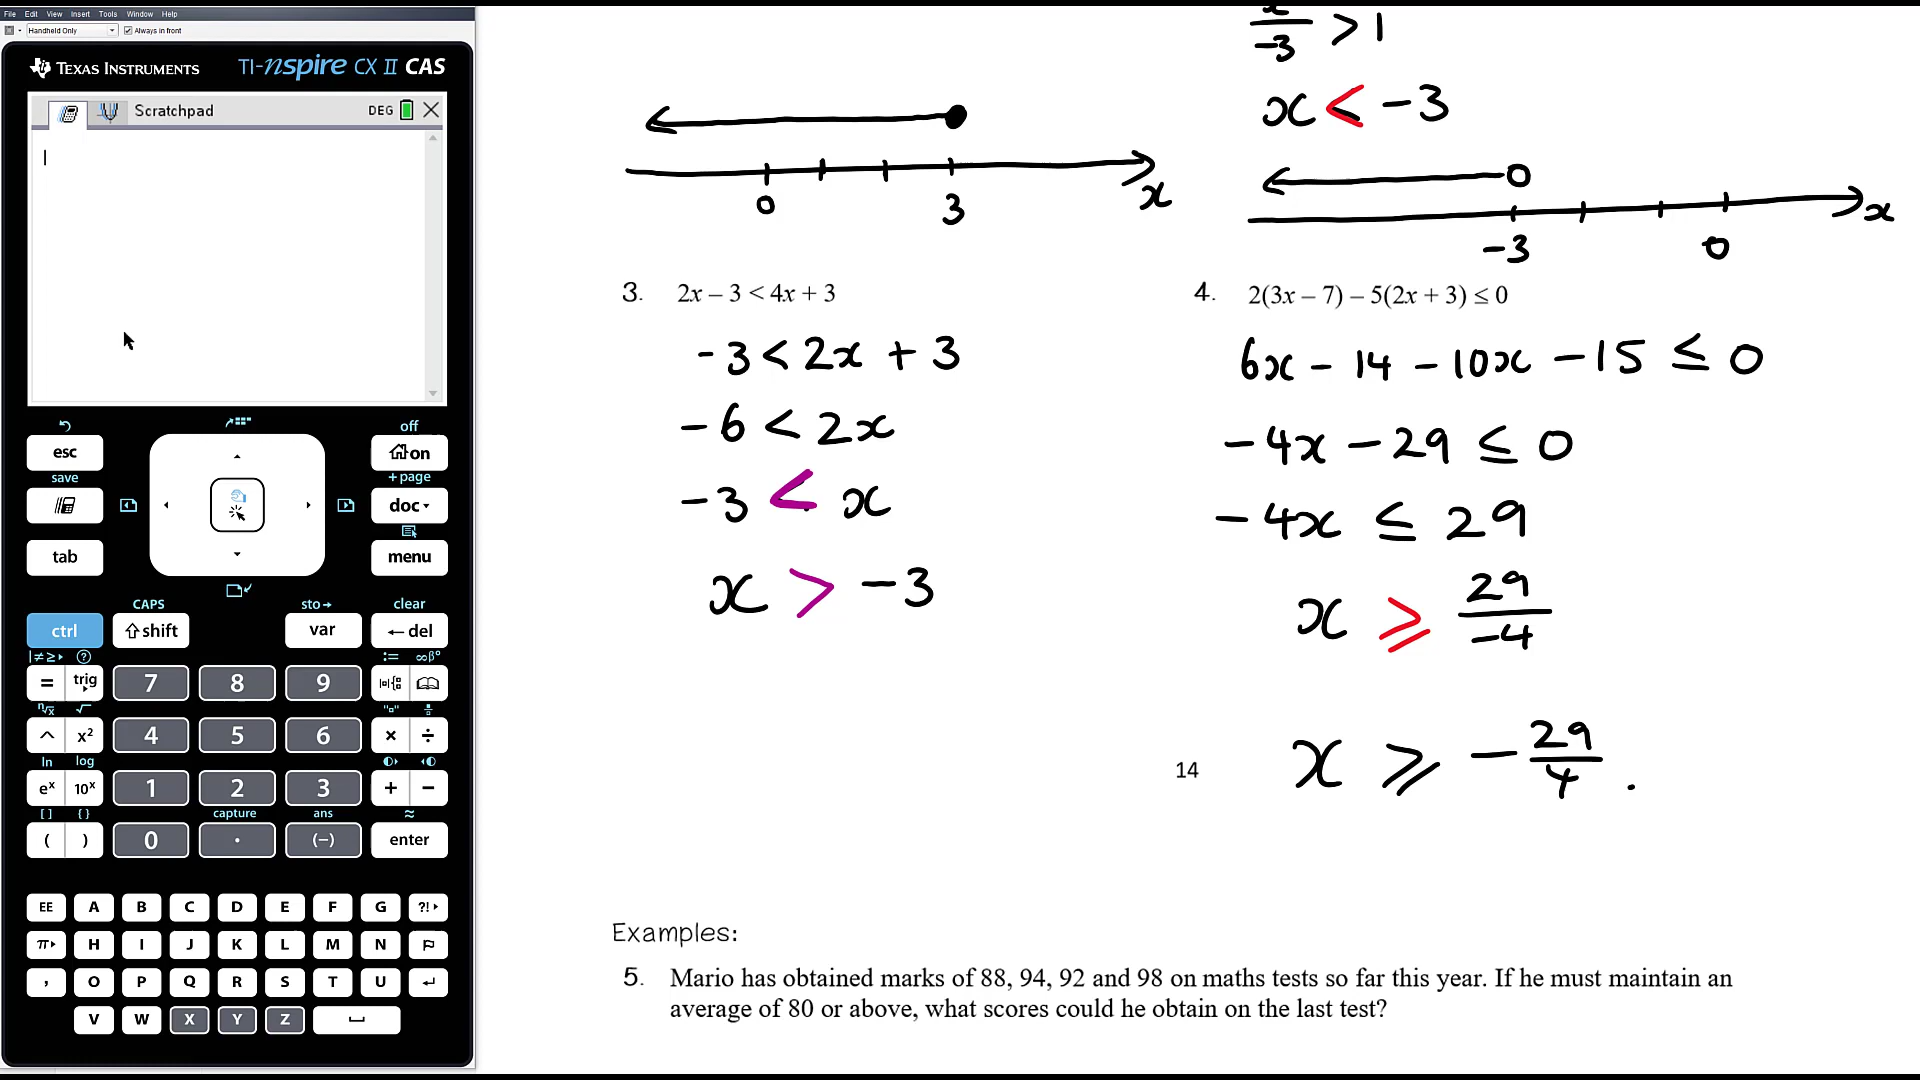 File Edit View Insert Tools Window Help
Handheld Only Always in front
TEXAS INSTRUMENTS TI-nspire CX II CAS
Scratchpad DEG
off
esc on
save + page
doc
tab menu
CAPS sto→ clear
ctrl shift var ←del
= trig 7 8 9
^ x² 4 5 6 × ÷
ln log
eˣ 10ˣ 1 2 3 + −
[ ] { } capture ans ≈
( ) 0 . (−) enter
EE A B C D E F G ?!
π H I J K L M N
, O P Q R S T U
V W X Y Z
0 3 x
x/-3 > 1
x < -3
-3 0 x
3. 2x – 3 < 4x + 3
-3 < 2x + 3
-6 < 2x
-3 < x
x > -3
4. 2(3x – 7) – 5(2x + 3) ≤ 0
6x - 14 - 10x - 15 ≤ 0
-4x - 29 ≤ 0
-4x ≤ 29
x ≥ 29/-4
x ≥ -29/4 .
14
Examples:
5. Mario has obtained marks of 88, 94, 92 and 98 on maths tests so far this year. If he must maintain an
average of 80 or above, what scores could he obtain on the last test?